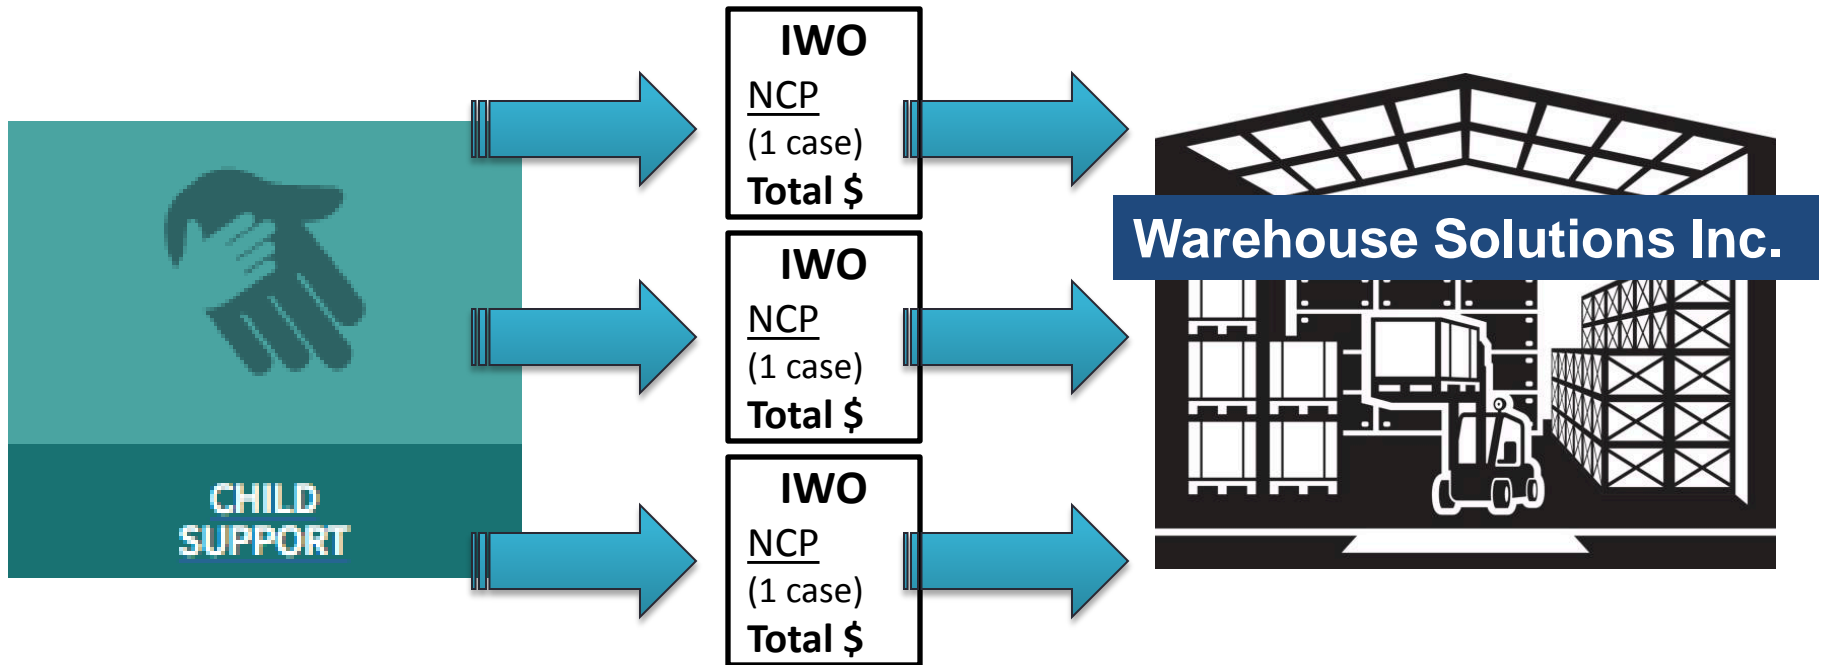 CHILD
SUPPORT
IWO
NCP
(1 case)
Total $
IWO
NCP
(1 case)
Total $
IWO
NCP
(1 case)
Total $
Warehouse Solutions Inc.